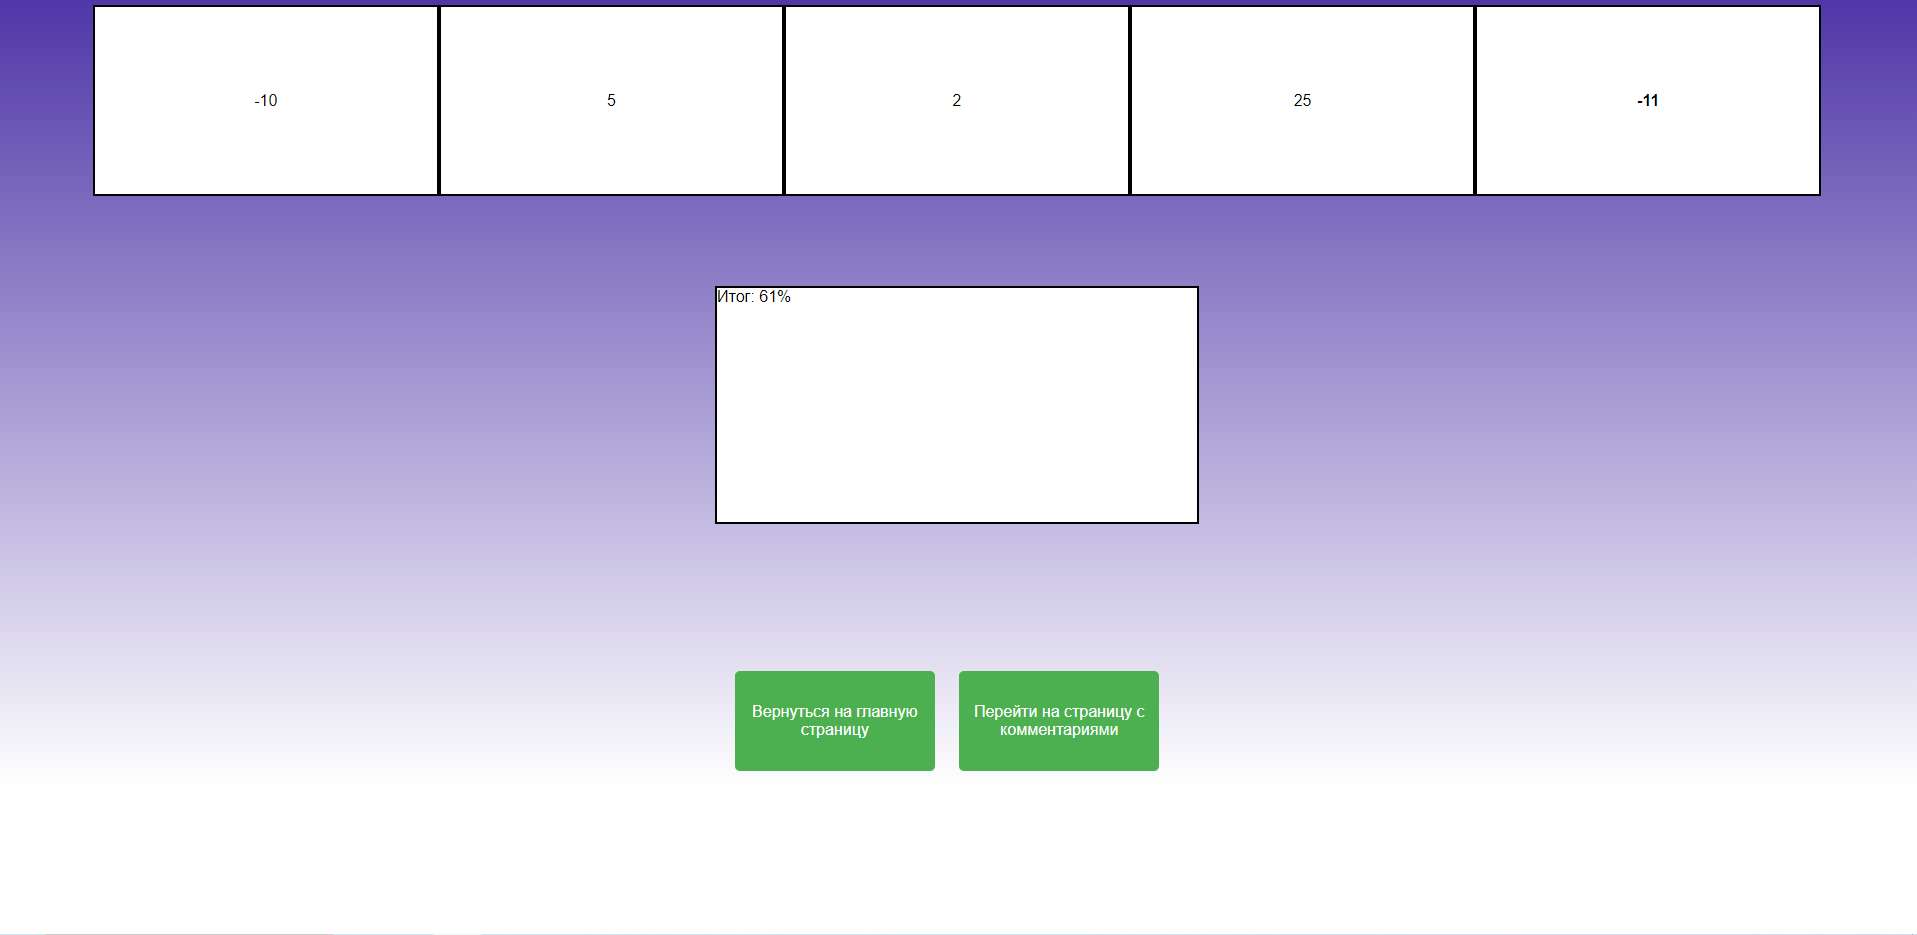 -10
5
2
25
-11
Итог: 61%
Вернуться на главную
страницу
Перейти на страницу с
комментариями